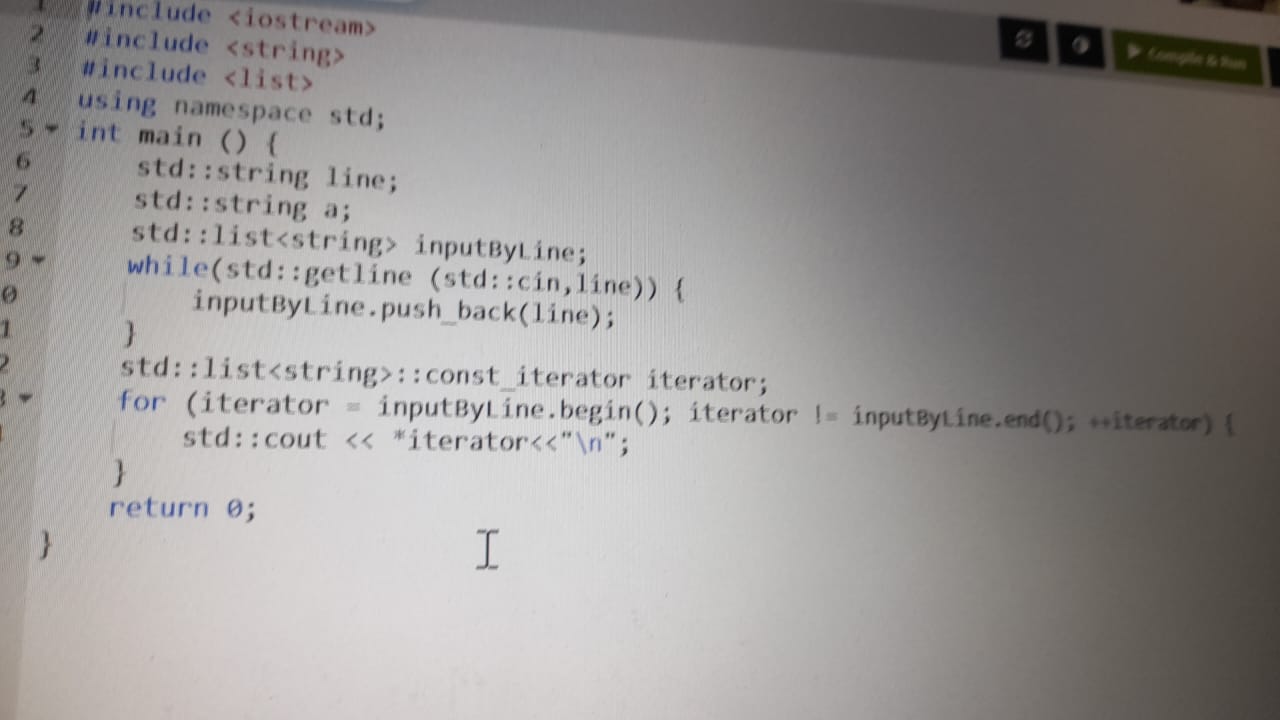 1 #include <iostream>
2 #include <string>
3 #include <list>
4 using namespace std;
5 int main () {
6 std::string line;
7 std::string a;
8 std::list<string> inputByLine;
9 while(std::getline (std::cin,line)) {
0 inputByLine.push_back(line);
1 }
2 std::list<string>::const_iterator iterator;
3 for (iterator = inputByLine.begin(); iterator != inputByLine.end(); ++iterator) {
std::cout << *iterator<<"\n";
}
return 0;
}
Compile & Run